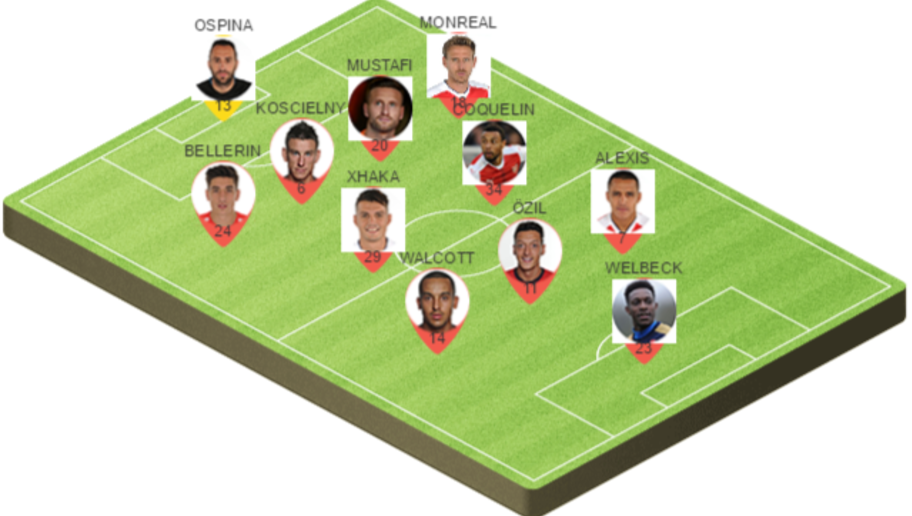 OSPINA
13
MONREAL
18
MUSTAFI
20
KOSCIELNY
6
COQUELIN
34
BELLERIN
24
XHAKA
29
ALEXIS
7
ÖZIL
11
WALCOTT
14
WELBECK
23